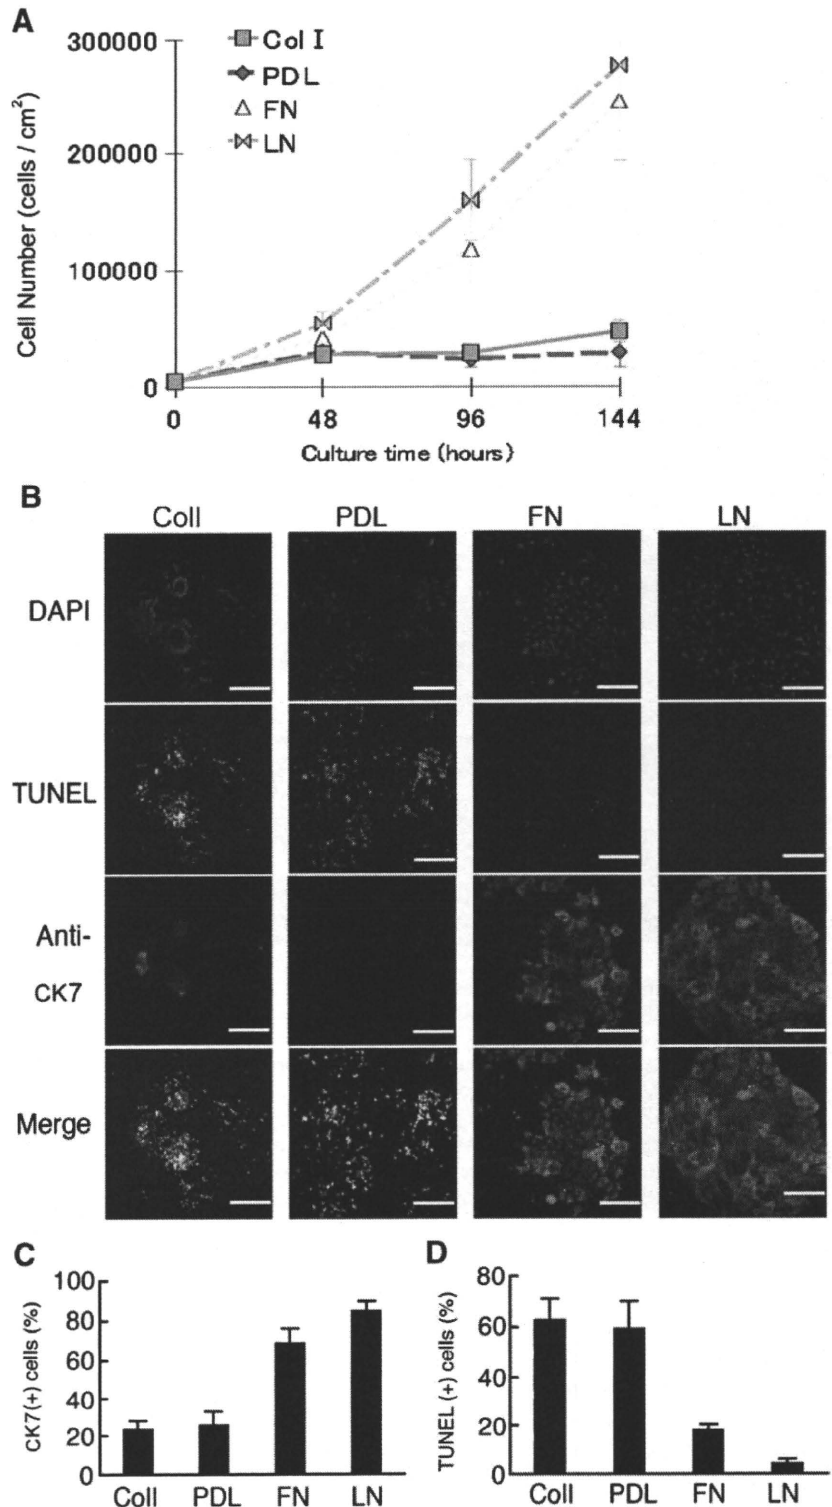 A
300000
200000
100000
0
Cell Number (cells / cm²)
Col I
PDL
FN
LN
0 48 96 144
Culture time (hours)
B
ColI PDL FN LN
DAPI
TUNEL
Anti-
CK7
Merge
C
100
80
60
40
20
0
CK7(+) cells (%)
ColI PDL FN LN
D
80
60
40
20
0
TUNEL (+) cells (%)
ColI PDL FN LN